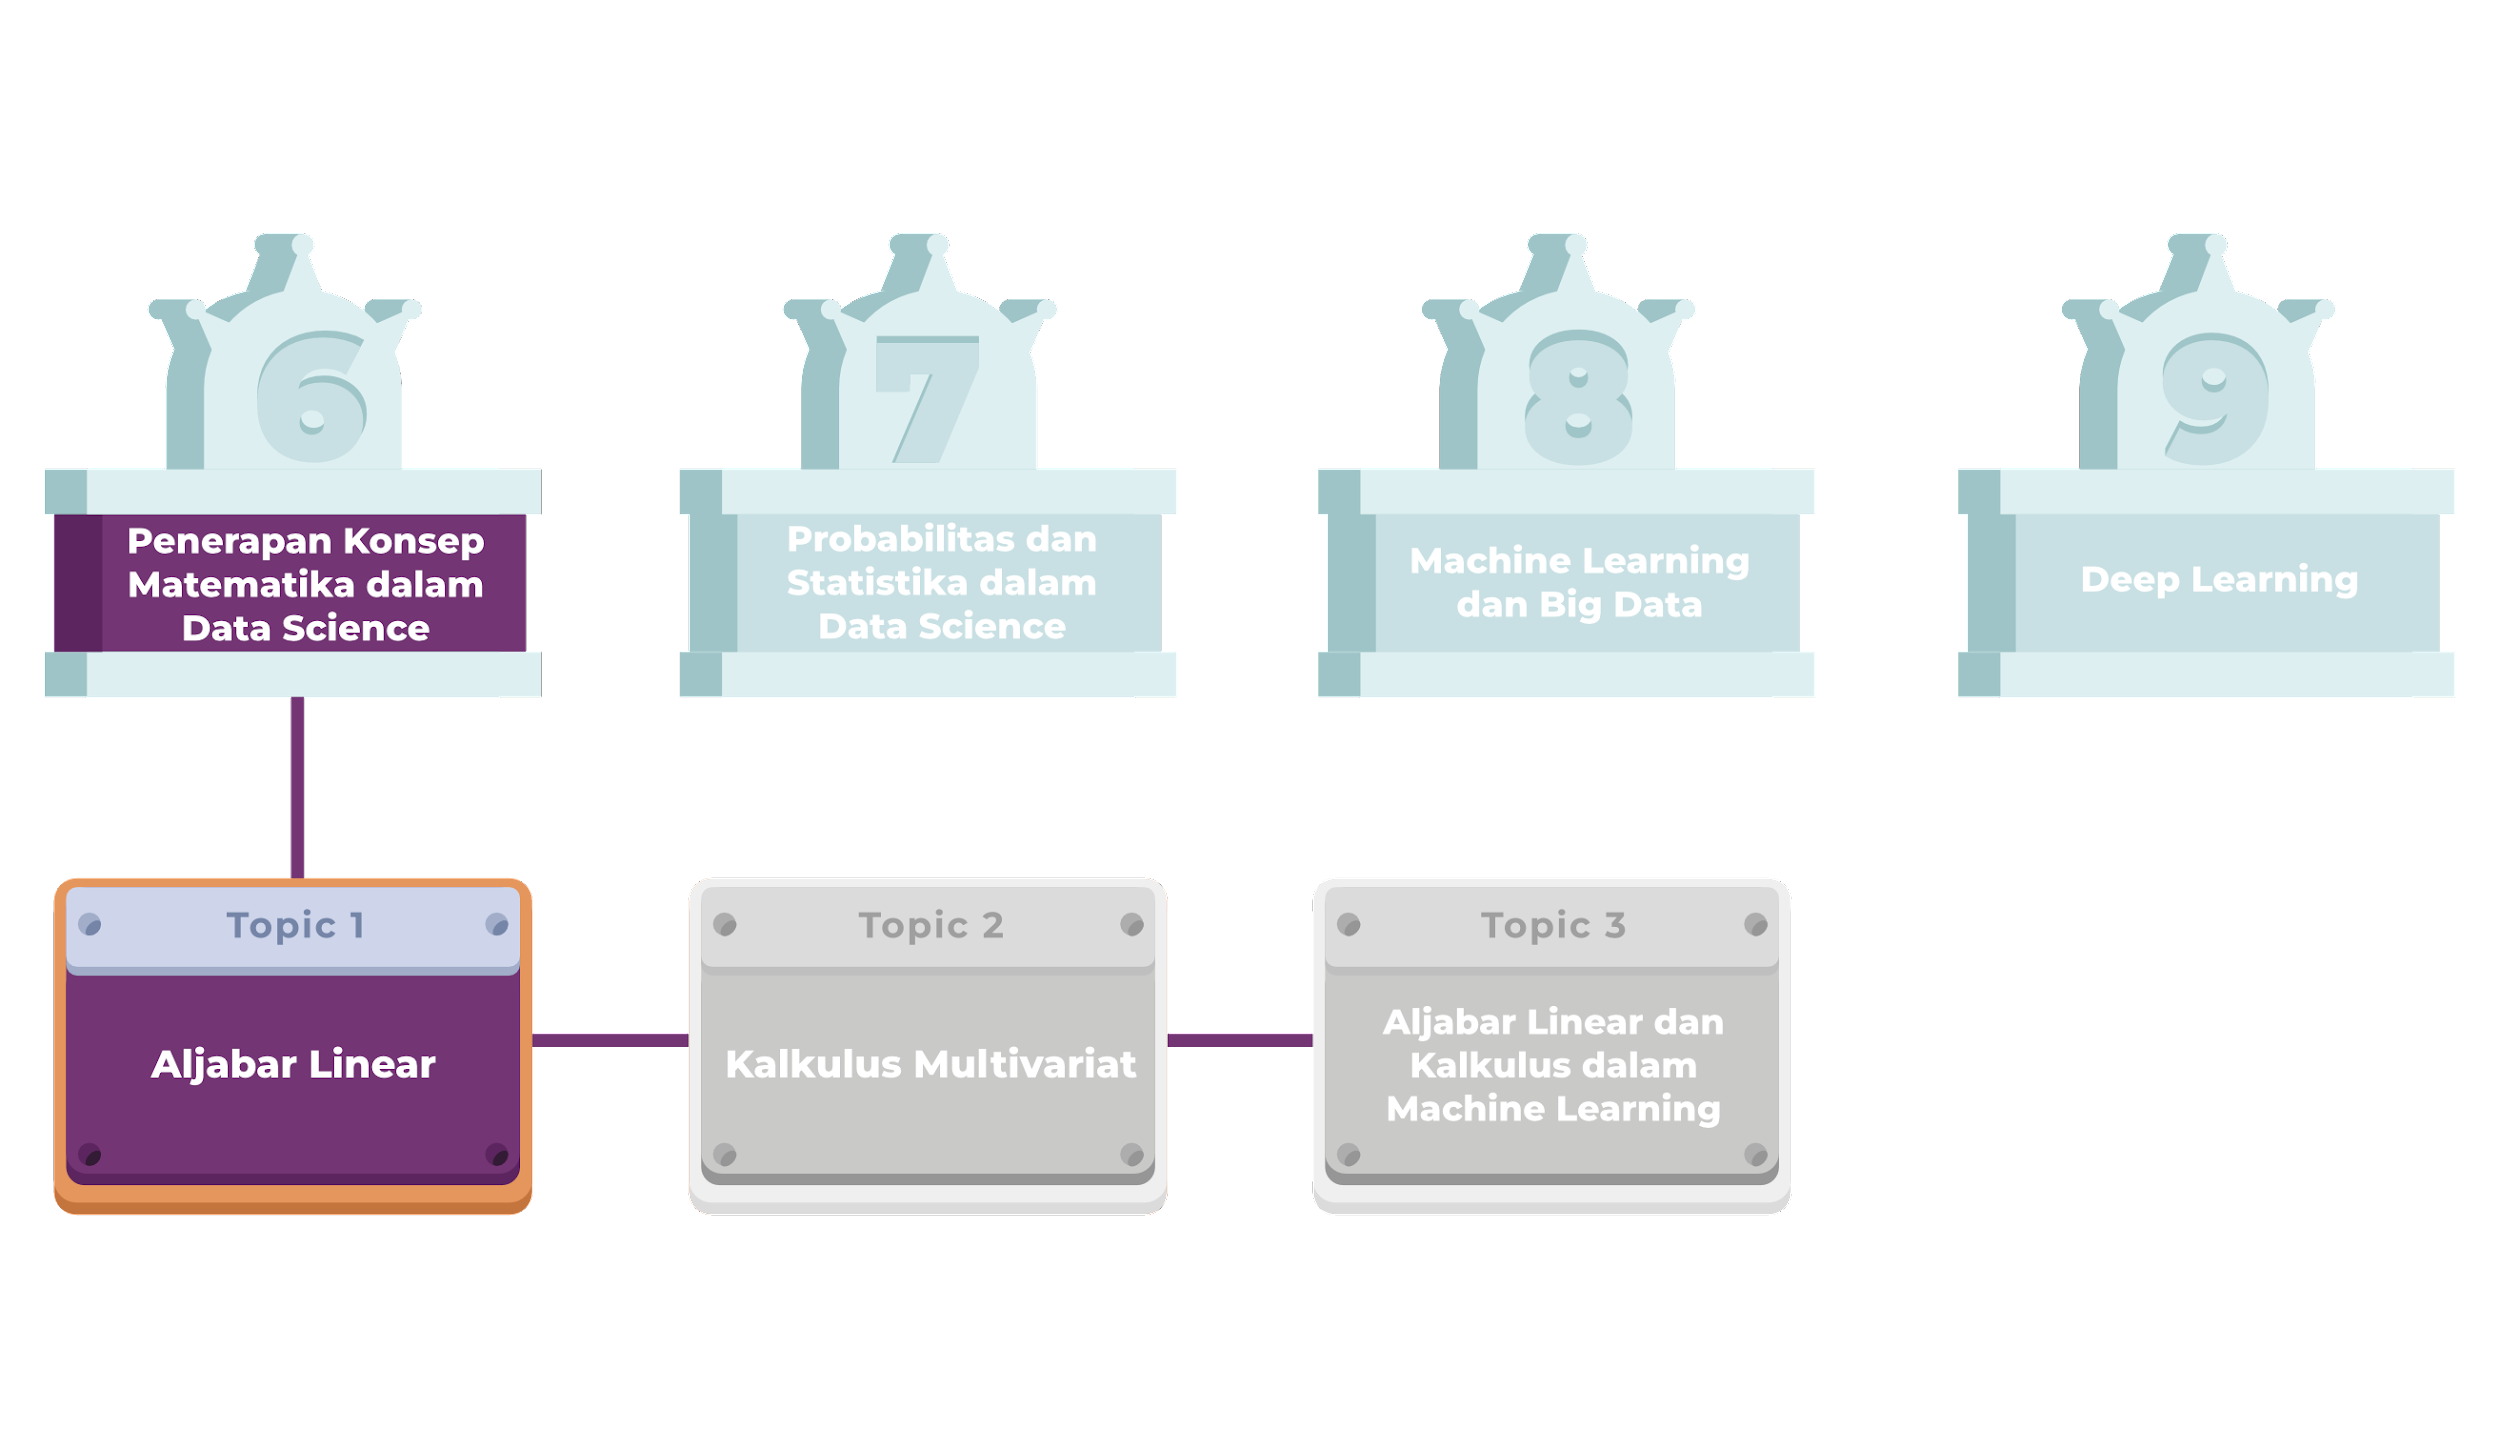 6
Penerapan Konsep
Matematika dalam
Data Science
7
Probabilitas dan
Statistika dalam
Data Science
8
Machine Learning
dan Big Data
9
Deep Learning
Topic 1
Aljabar Linear
Topic 2
Kalkulus Multivariat
Topic 3
Aljabar Linear dan
Kalkulus dalam
Machine Learning